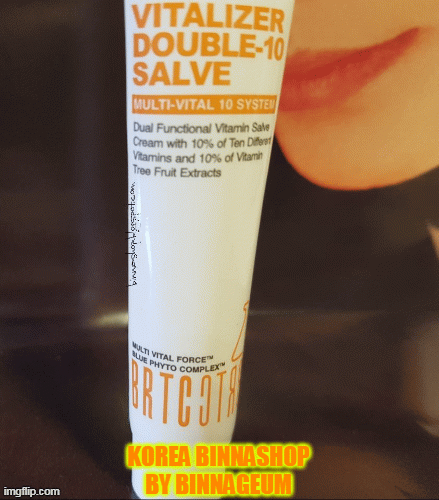 VITALIZER
DOUBLE-10
SALVE
MULTI-VITAL 10 SYSTEM
Dual Functional Vitamin Salve
Cream with 10% of Ten Different
Vitamins and 10% of Vitamin
Tree Fruit Extracts
MULTI VITAL FORCE™
BLUE PHYTO COMPLEX™
KOREA BINNASHOP
BY BINNAGEUM
imgflip.com